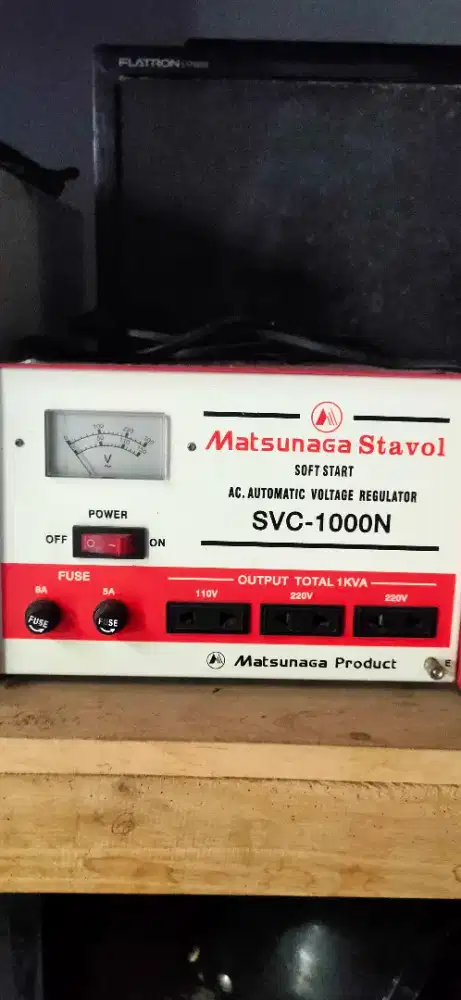 FLATRON
Matsunaga Stavol
SOFT START
AC. AUTOMATIC VOLTAGE REGULATOR
SVC-1000N
V
POWER
OFF
ON
FUSE
OUTPUT TOTAL 1KVA
8A
5A
110V
220V
220V
FUSE
FUSE
Matsunaga Product
E